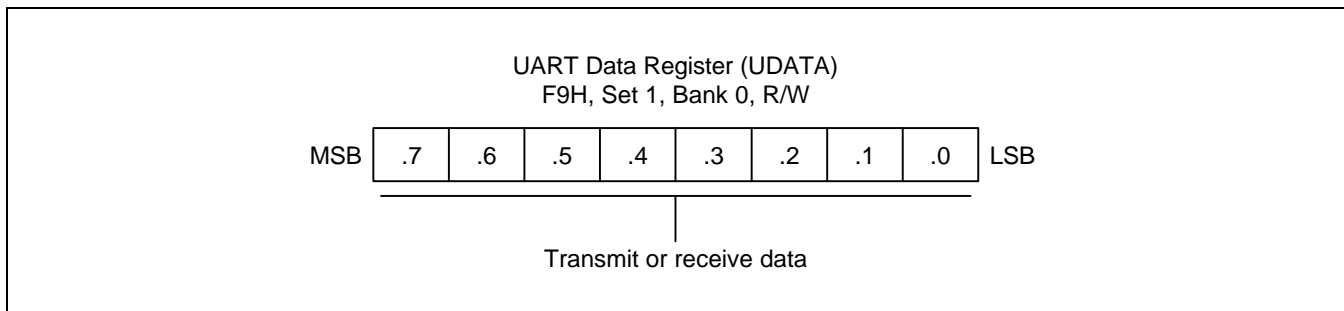 UART Data Register (UDATA)
F9H, Set 1, Bank 0, R/W
MSB .7 .6 .5 .4 .3 .2 .1 .0 LSB
Transmit or receive data